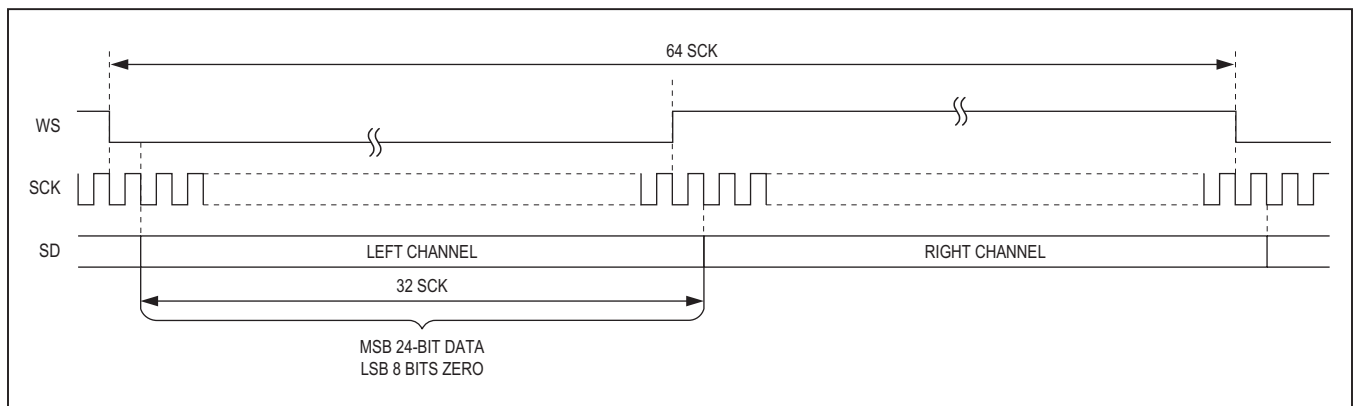 64 SCK
WS
SCK
SD
LEFT CHANNEL
RIGHT CHANNEL
32 SCK
MSB 24-BIT DATA
LSB 8 BITS ZERO